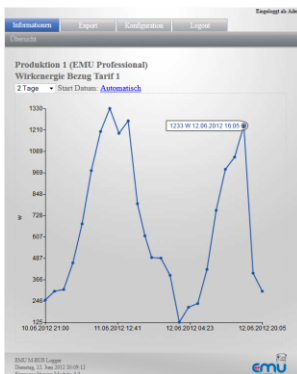 Eingeloggt als Adm
Informationen Export Konfiguration Logout
Übersicht
Produktion 1 (EMU Professional)
Wirkenergie Bezug Tarif 1
2 Tage Start Datum: Automatisch
1330
1210
1089
969
848
728
607
487
366
246
125
W
1233 W 12.06.2012 16:05
10.06.2012 21:00 11.06.2012 12:41 12.06.2012 04:23 12.06.2012 20:05
EMU M-BUS Logger
Dienstag, 12. Juni 2012 20:09:12
emu